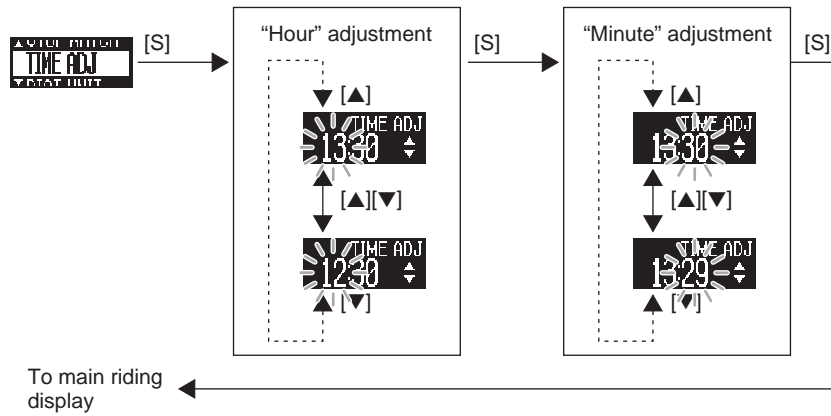 TIME ADJ
[S]
“Hour” adjustment
[▲]
TIME ADJ
13:30
[▲][▼]
TIME ADJ
12:30
[▼]
[S]
“Minute” adjustment
[▲]
TIME ADJ
13:30
[▲][▼]
TIME ADJ
13:29
[▼]
[S]
To main riding
display